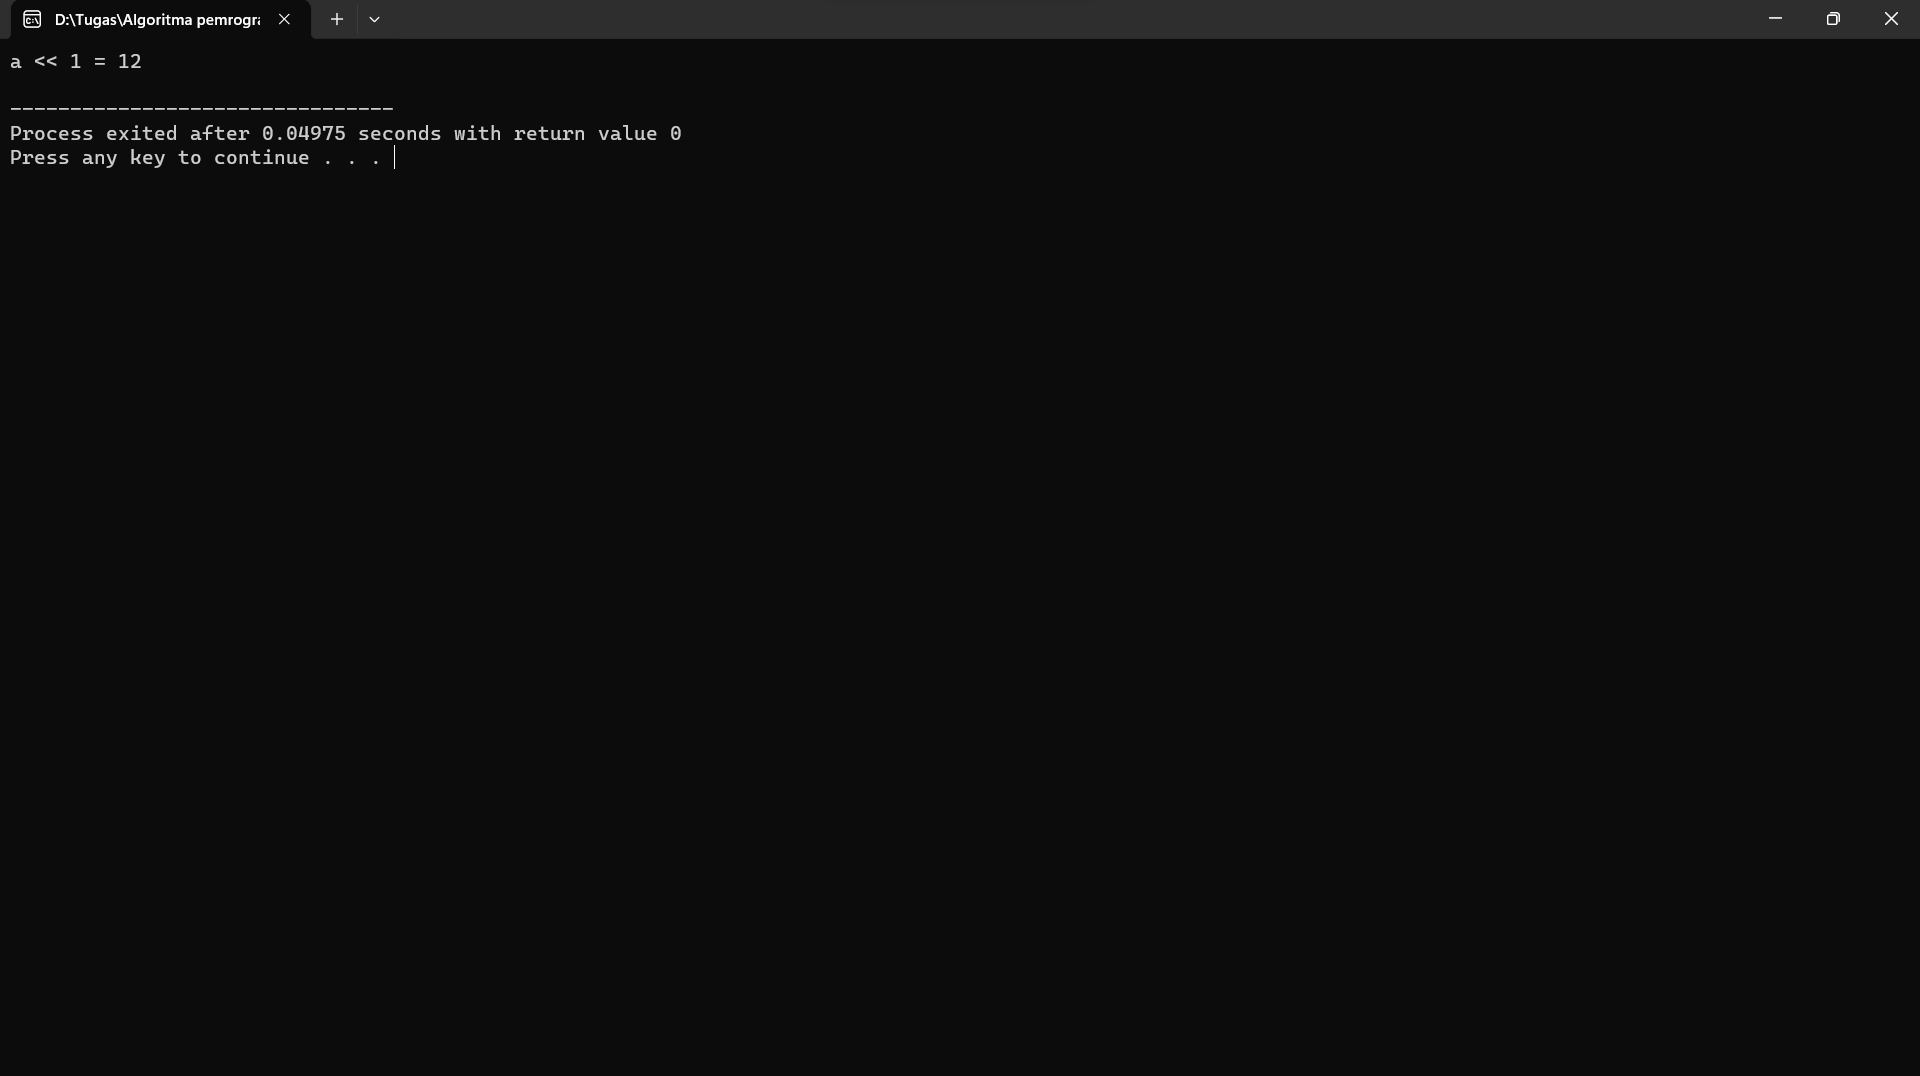 D:\Tugas\Algoritma pemrogra
a << 1 = 12
--------------------------------
Process exited after 0.04975 seconds with return value 0
Press any key to continue . . .